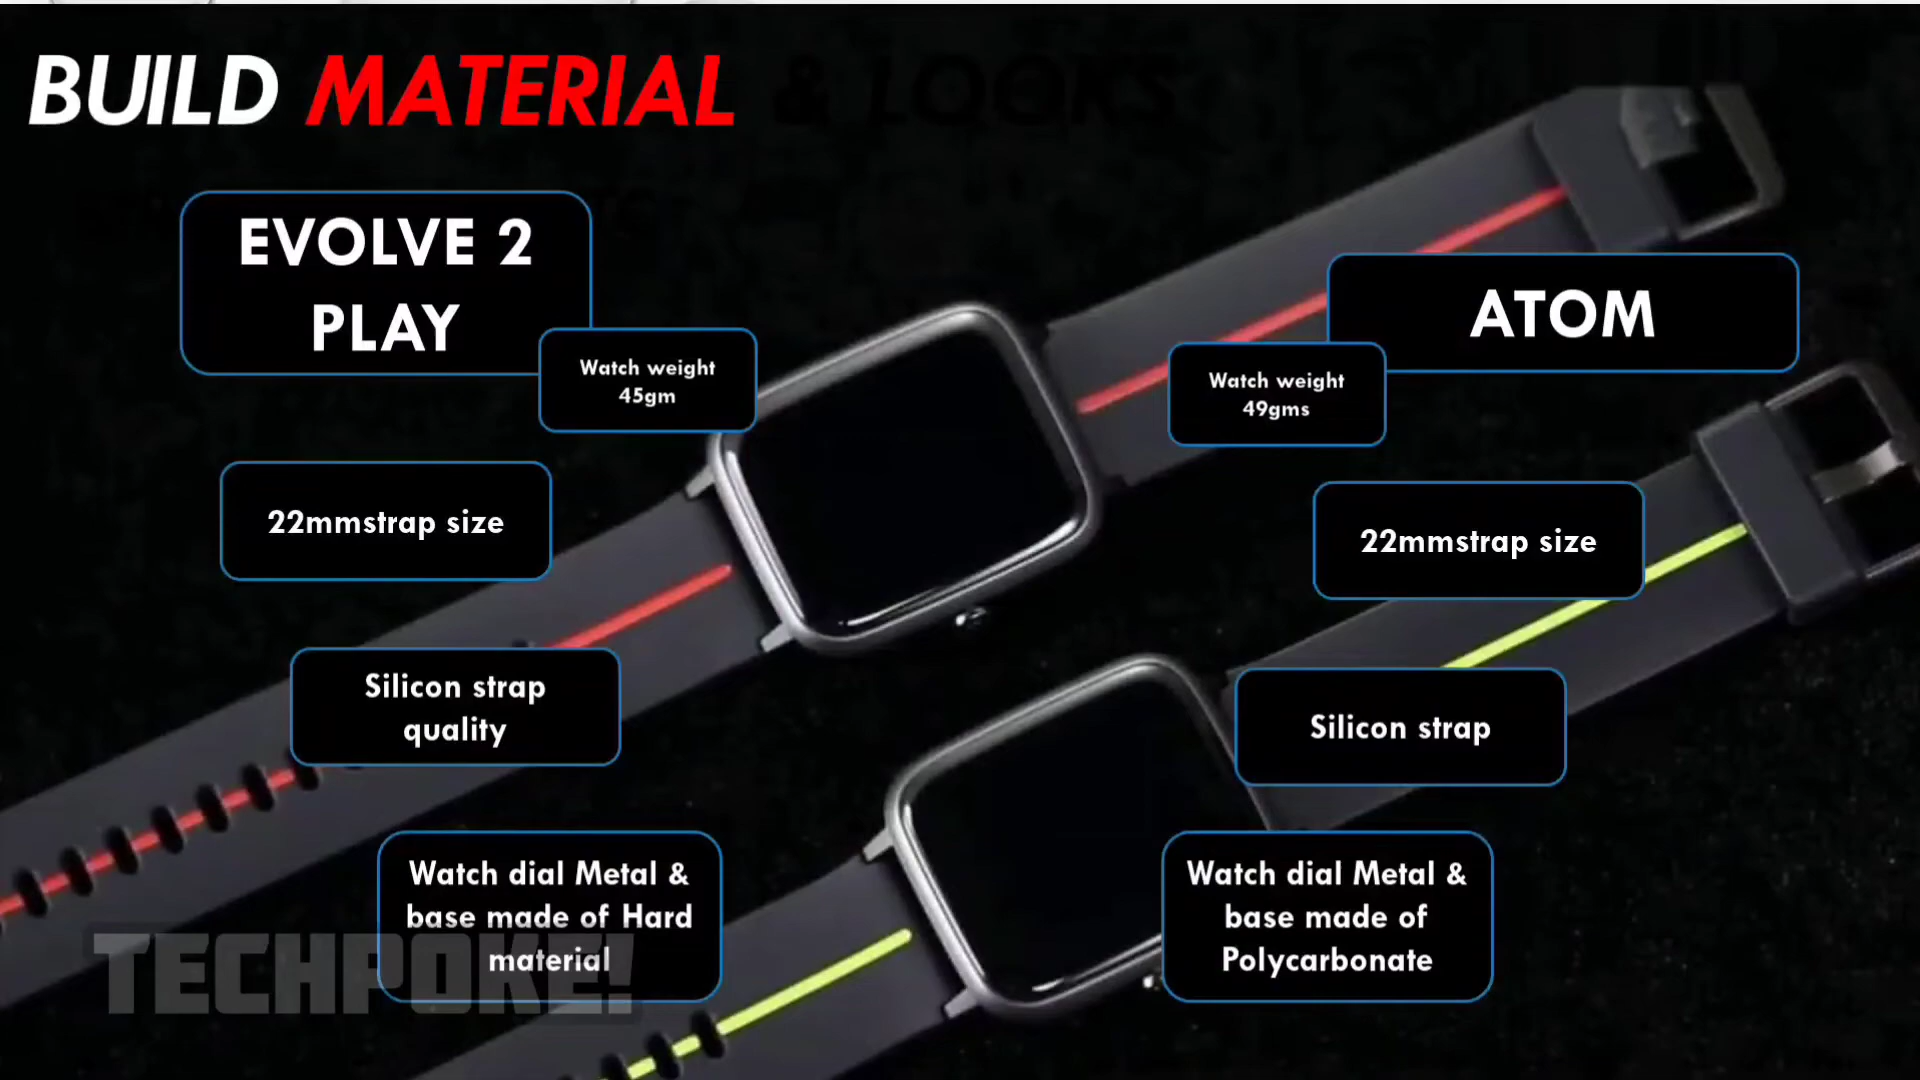 BUILD MATERIAL & LOOKS
EVOLVE 2
PLAY
Watch weight
45gm
22mmstrap size
Silicon strap
quality
Watch dial Metal &
base made of Hard
material
ATOM
Watch weight
49gms
22mmstrap size
Silicon strap
Watch dial Metal &
base made of
Polycarbonate
TECHPOKE!